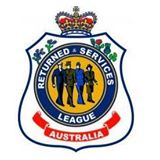 RETURNED & SERVICES
LEAGUE
AUSTRALIA